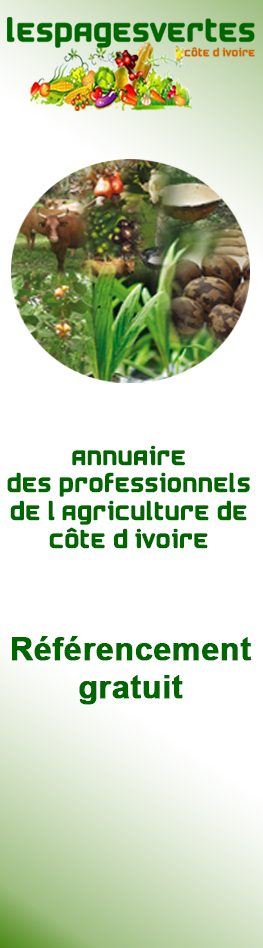 LESPAGESVERTES
CÔTE D IVOIRE
ANNUAIRE
DES PROFESSIONNELS
DE L AGRICULTURE DE
CÔTE D IVOIRE
Référencement
gratuit